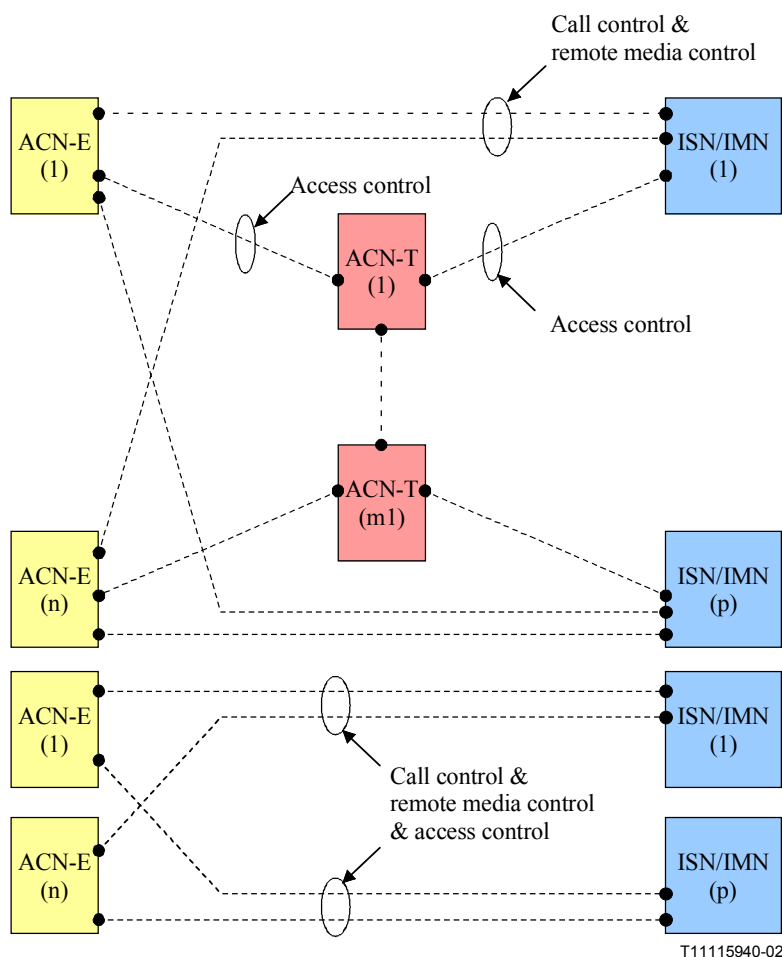 Call control &
remote media control
ACN-E
(1)
ISN/IMN
(1)
Access control
ACN-T
(1)
Access control
ACN-T
(m1)
ACN-E
(n)
ISN/IMN
(p)
ACN-E
(1)
ISN/IMN
(1)
Call control &
remote media control
& access control
ACN-E
(n)
ISN/IMN
(p)
T11115940-02